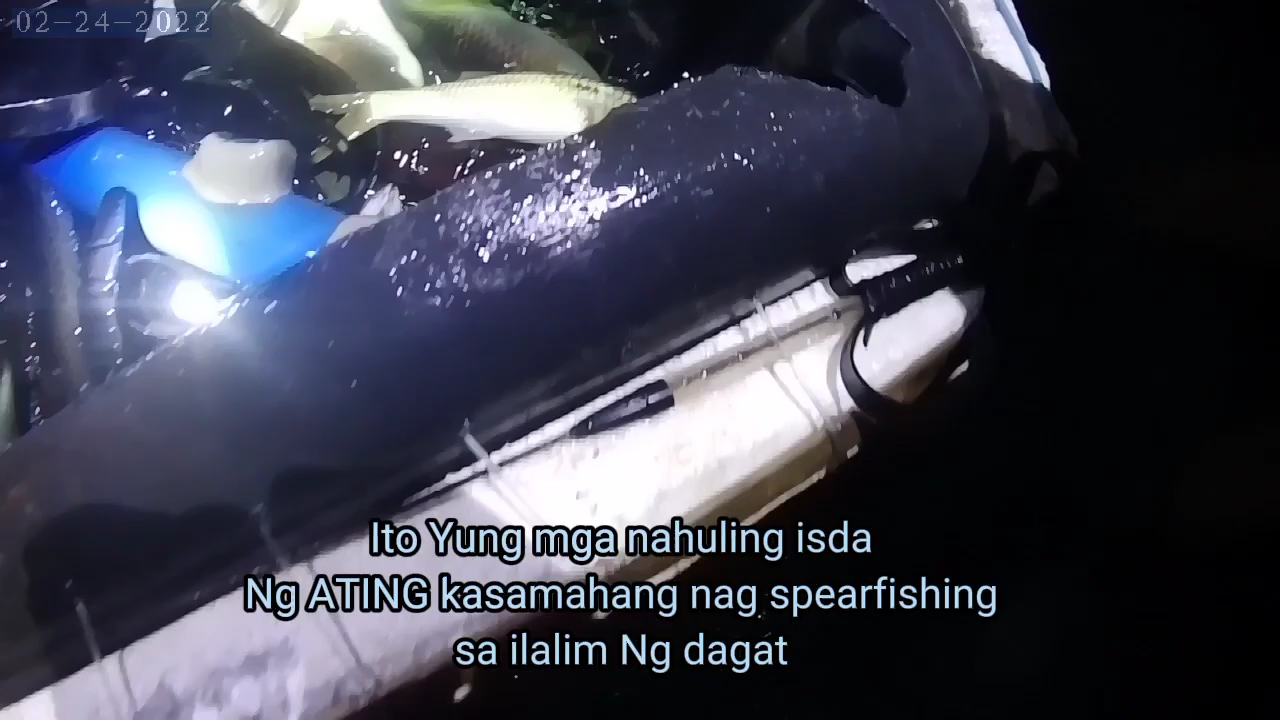 02-24-2022
Ito Yung mga nahuling isda
Ng ATING kasamahang nag spearfishing
sa ilalim Ng dagat